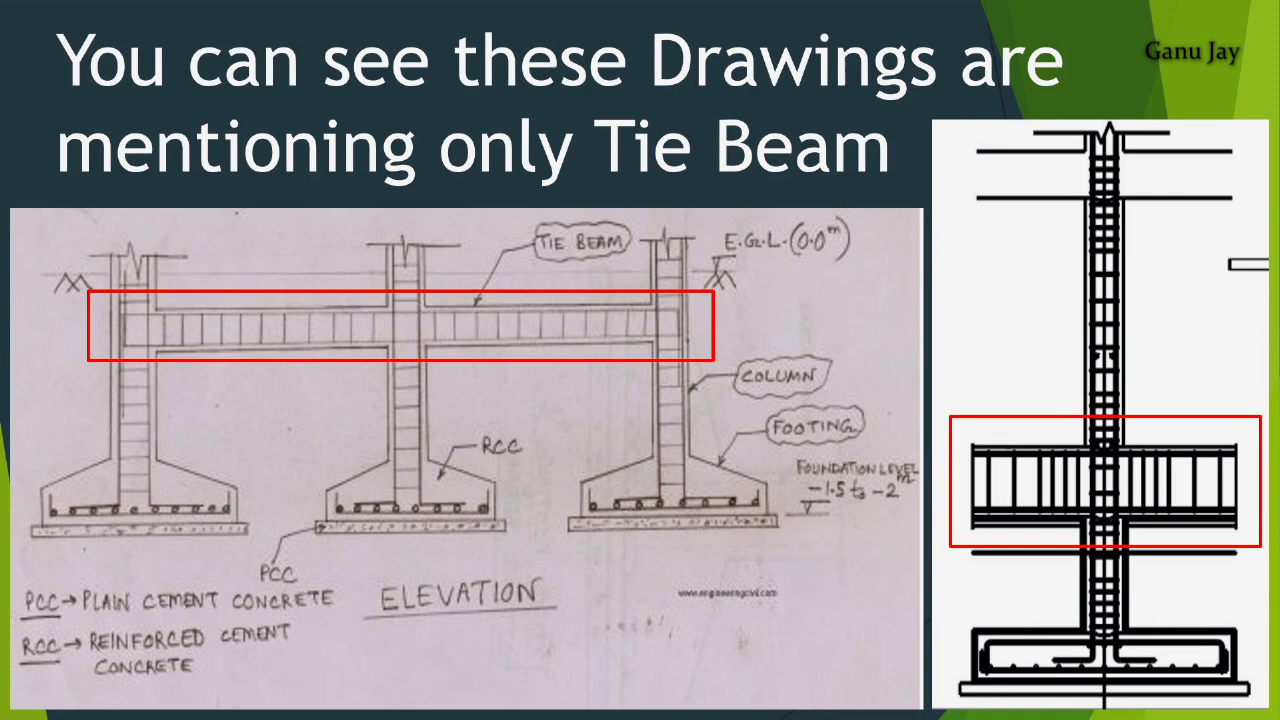 You can see these Drawings are
mentioning only Tie Beam
Ganu Jay
TIE BEAM
E.G.L. (0.0m)
COLUMN
FOOTING
RCC
FOUNDATION LEVEL
-1.5 to -2m
PCC
PCC → PLAIN CEMENT CONCRETE
ELEVATION
www.engineeringcivil.com
RCC → REINFORCED CEMENT
CONCRETE